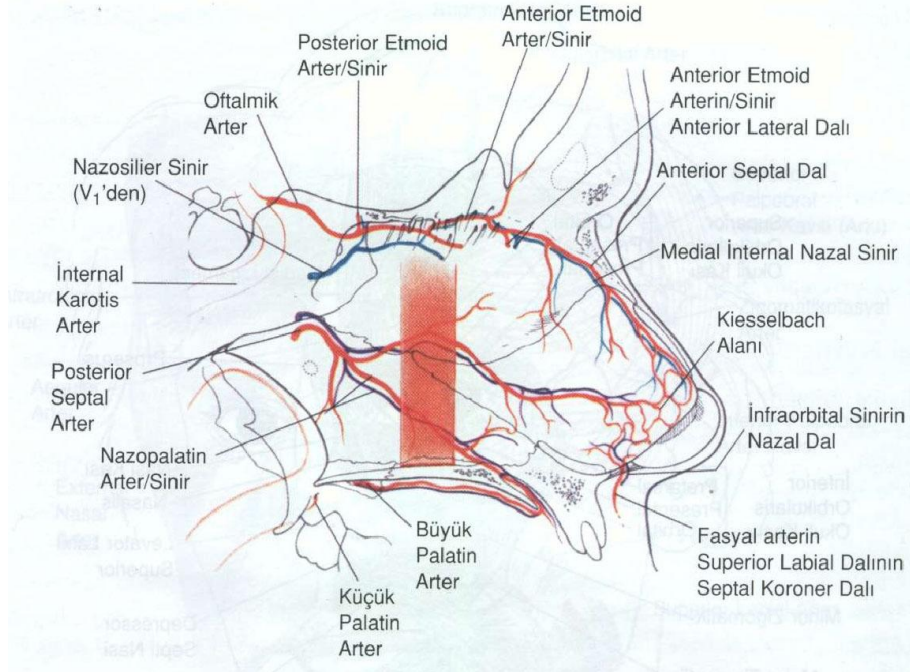 Anterior Etmoid
Arter/Sinir
Posterior Etmoid
Arter/Sinir
Anterior Etmoid
Arterin/Sinir
Anterior Lateral Dalı
Oftalmik
Arter
Nazosilier Sinir
(V₁'den)
Anterior Septal Dal
Medial Internal Nazal Sinir
İnternal
Karotis
Arter
Kiesselbach
Alanı
Posterior
Septal
Arter
İnfraorbital Sinirin
Nazal Dal
Nazopalatin
Arter/Sinir
Büyük
Palatin
Arter
Fasyal arterin
Superior Labial Dalının
Septal Koroner Dalı
Küçük
Palatin
Arter